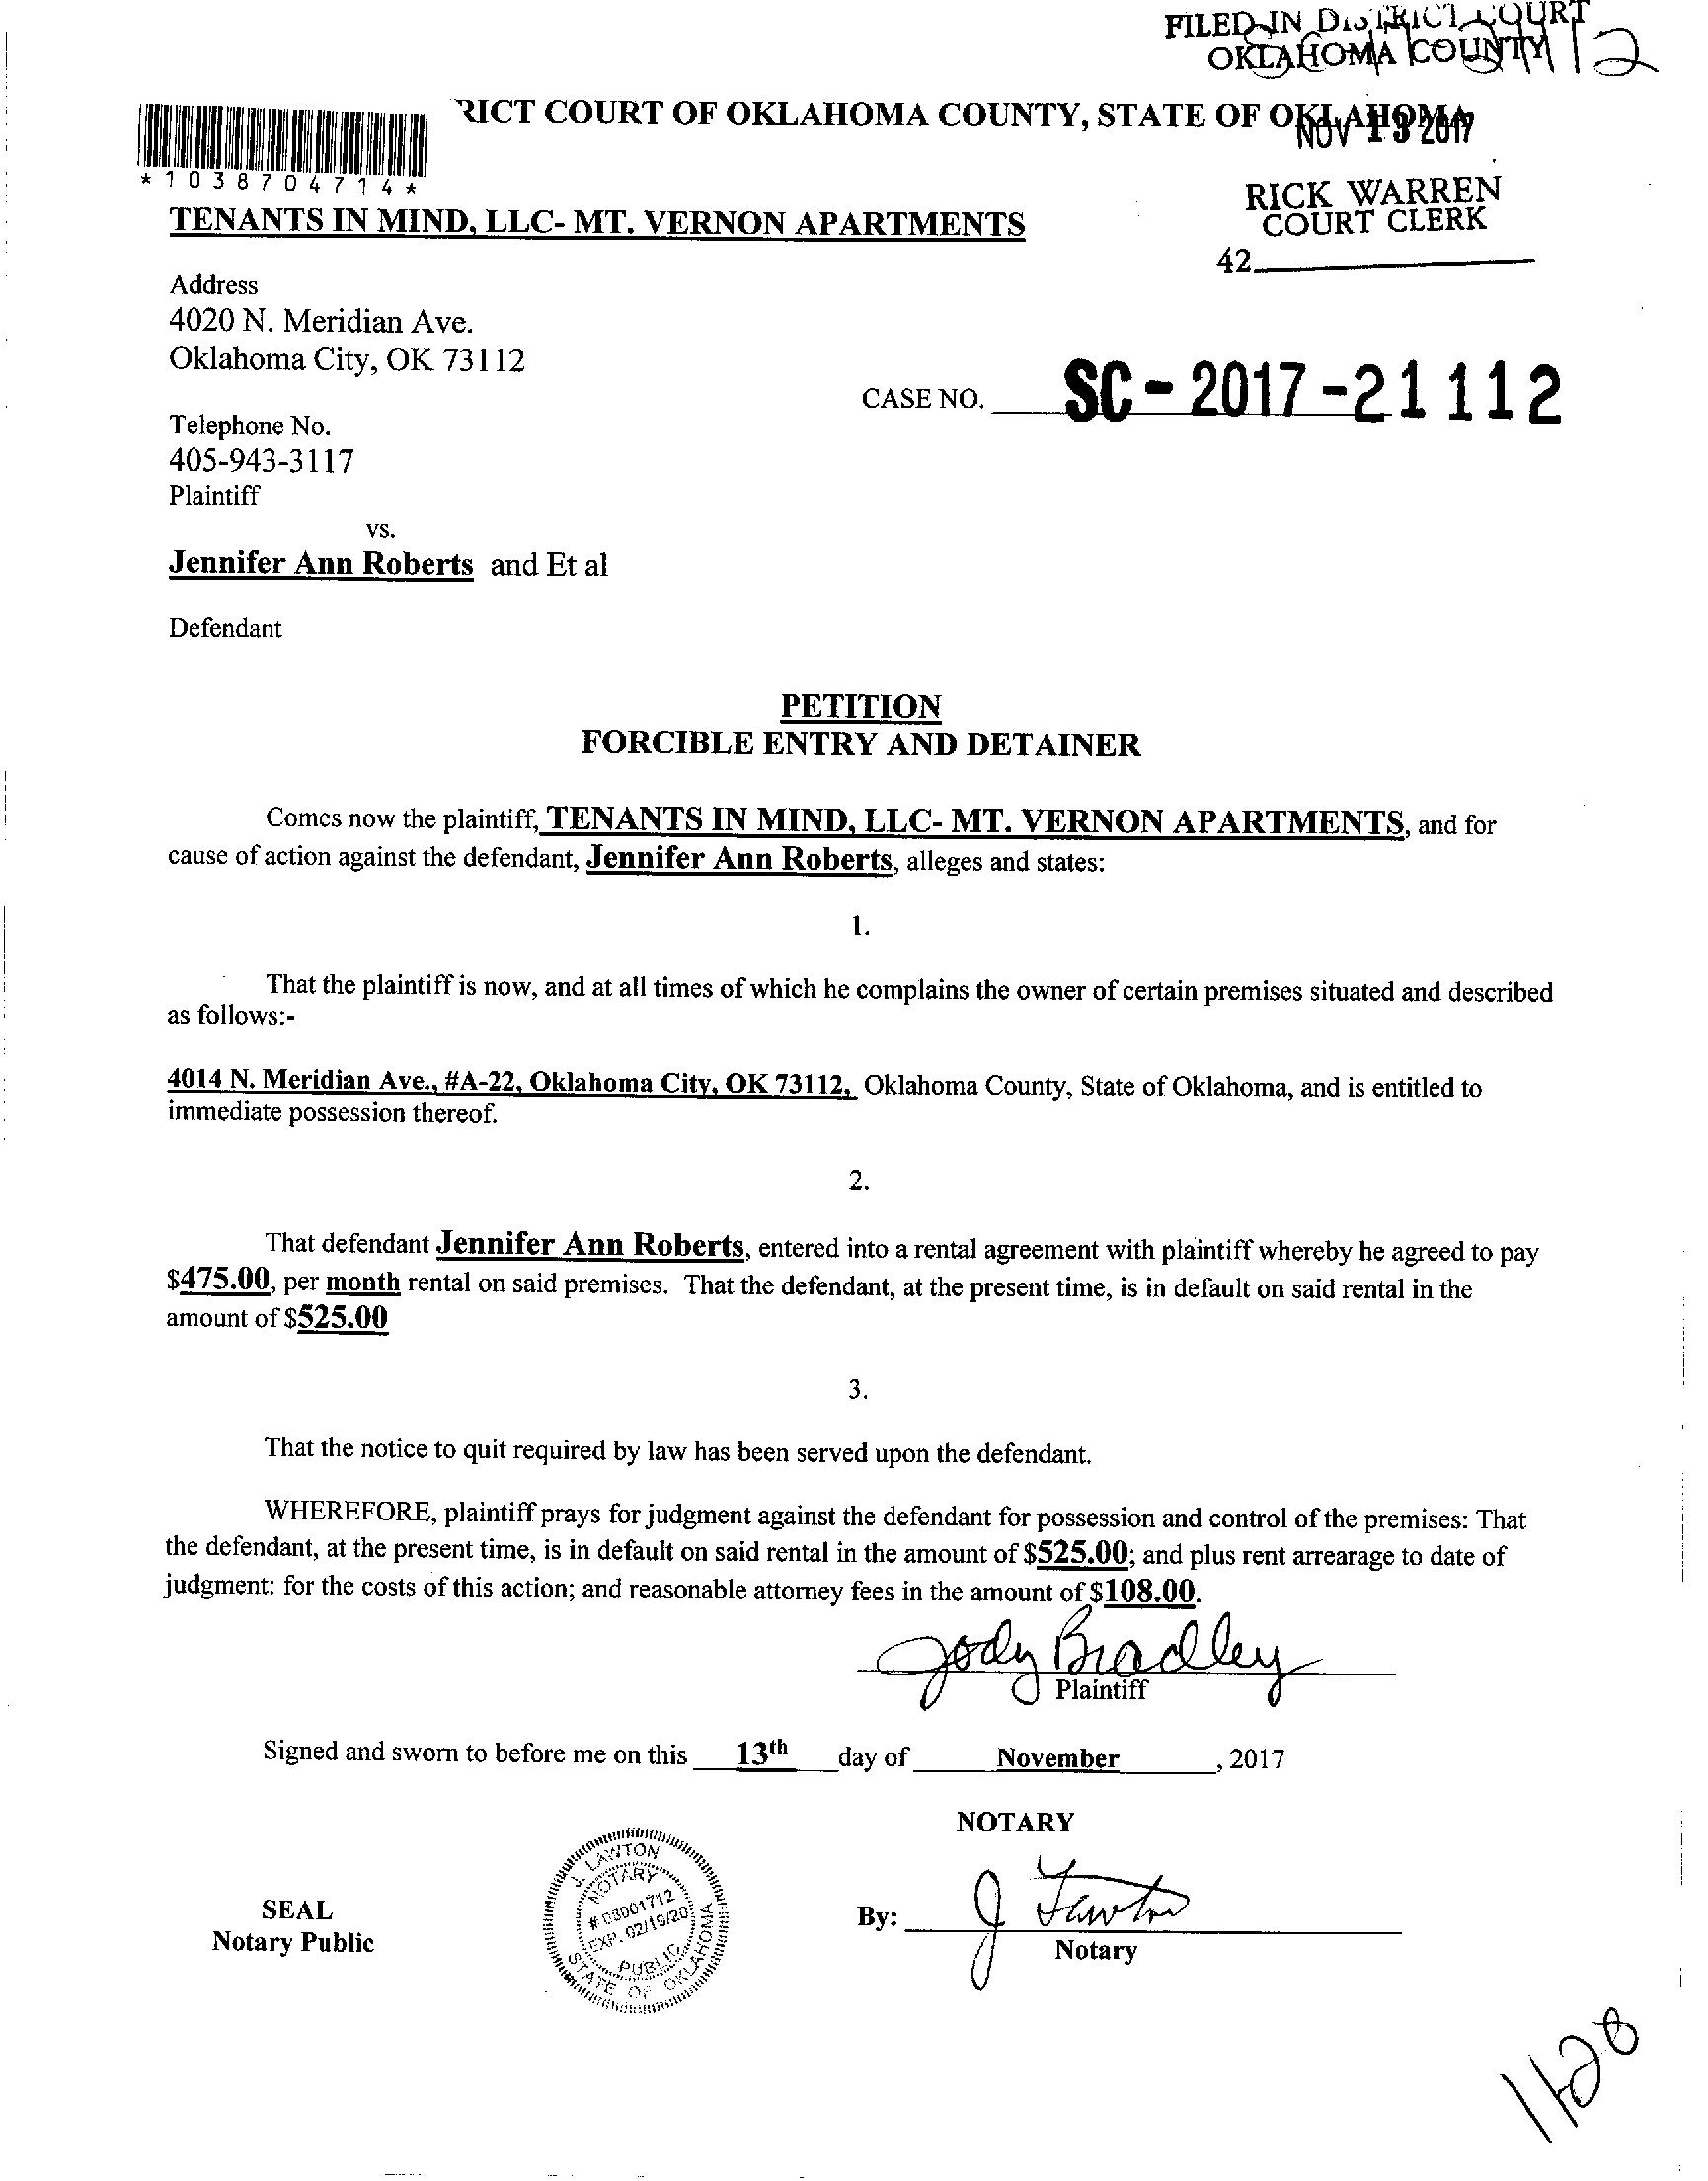 FILED IN DISTRICT COURT
OKLAHOMA COUNTY
RICT COURT OF OKLAHOMA COUNTY, STATE OF OKLAHOMA
NOV 13 2017
*1038704714*
RICK WARREN
COURT CLERK
42
TENANTS IN MIND, LLC- MT. VERNON APARTMENTS
Address
4020 N. Meridian Ave.
Oklahoma City, OK 73112
CASE NO. SC-2017-21112
Telephone No.
405-943-3117
Plaintiff
vs.
Jennifer Ann Roberts and Et al
Defendant
PETITION
FORCIBLE ENTRY AND DETAINER
Comes now the plaintiff, TENANTS IN MIND, LLC- MT. VERNON APARTMENTS, and for
cause of action against the defendant, Jennifer Ann Roberts, alleges and states:
1.
That the plaintiff is now, and at all times of which he complains the owner of certain premises situated and described
as follows:-
4014 N. Meridian Ave., #A-22, Oklahoma City, OK 73112, Oklahoma County, State of Oklahoma, and is entitled to
immediate possession thereof.
2.
That defendant Jennifer Ann Roberts, entered into a rental agreement with plaintiff whereby he agreed to pay
$475.00, per month rental on said premises. That the defendant, at the present time, is in default on said rental in the
amount of $525.00
3.
That the notice to quit required by law has been served upon the defendant.
WHEREFORE, plaintiff prays for judgment against the defendant for possession and control of the premises: That
the defendant, at the present time, is in default on said rental in the amount of $525.00; and plus rent arrearage to date of
judgment: for the costs of this action; and reasonable attorney fees in the amount of $108.00.
Jody Bradley
Plaintiff
Signed and sworn to before me on this 13th day of November, 2017
NOTARY
J. LAWTON
NOTARY
# 08001712
EXP. 02/19/20
PUBLIC
STATE OF OKLAHOMA
SEAL
Notary Public
By: J Lawton
Notary
1128